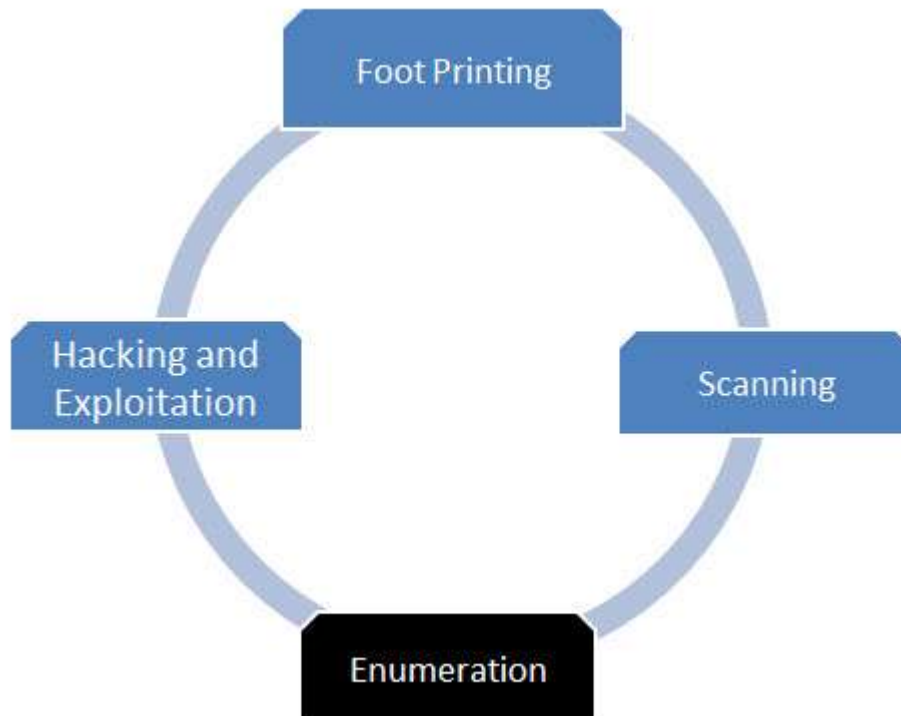 Foot Printing
Scanning
Enumeration
Hacking and
Exploitation